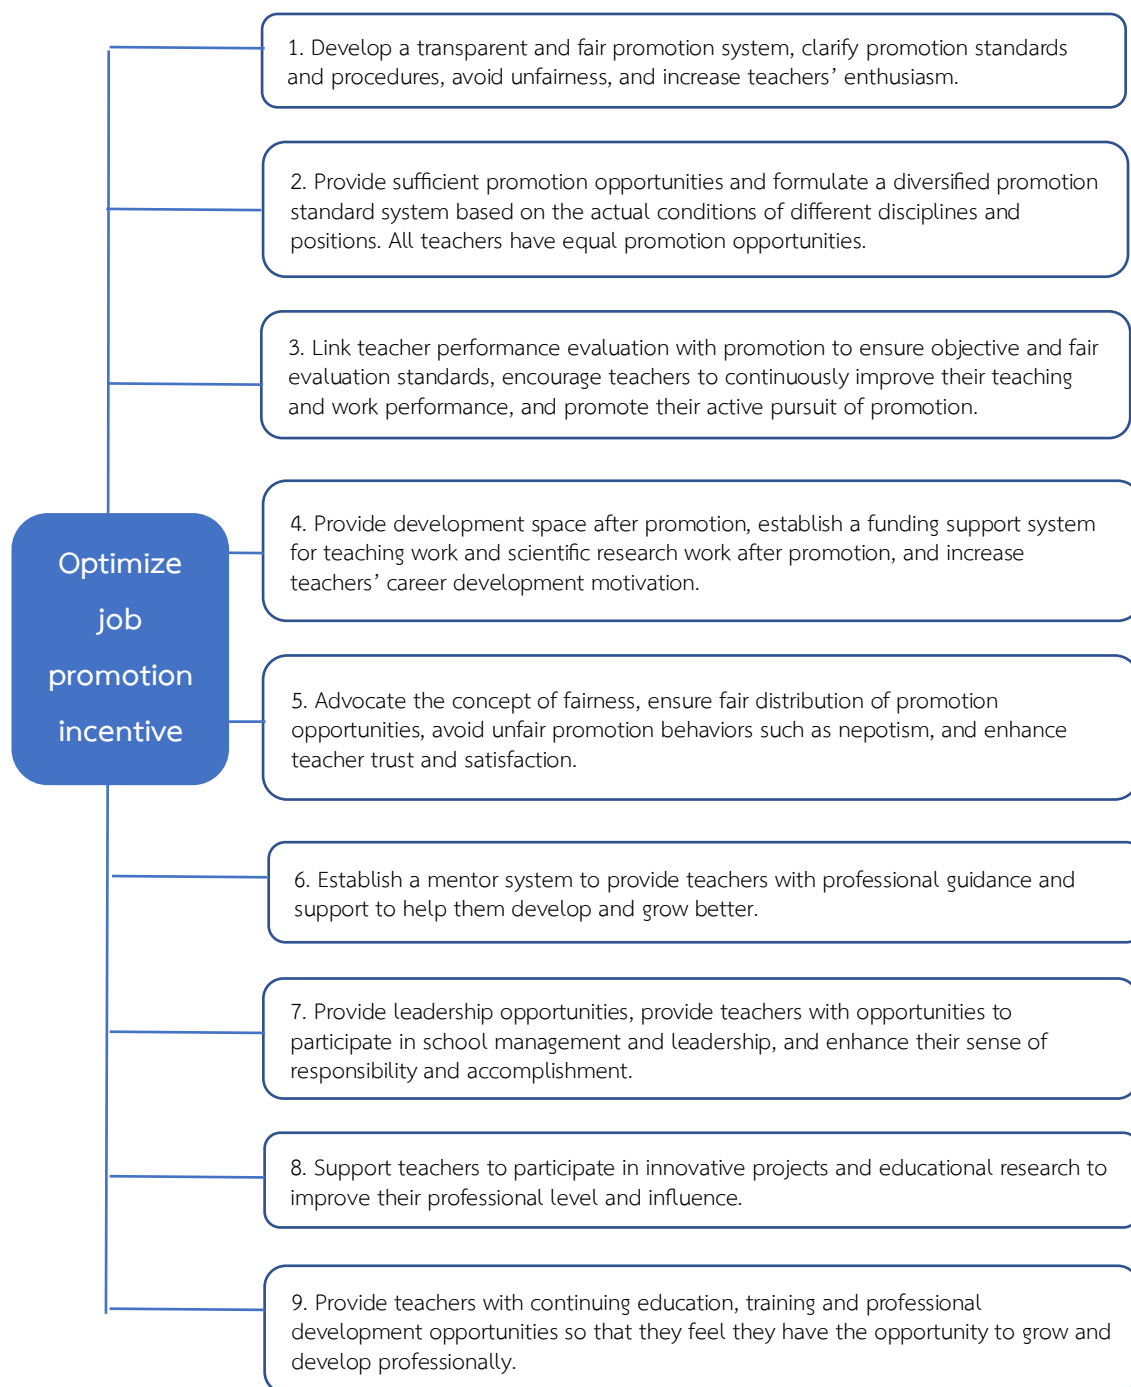 1. Develop a transparent and fair promotion system, clarify promotion standards
and procedures, avoid unfairness, and increase teachers’ enthusiasm.
2. Provide sufficient promotion opportunities and formulate a diversified promotion
standard system based on the actual conditions of different disciplines and
positions. All teachers have equal promotion opportunities.
3. Link teacher performance evaluation with promotion to ensure objective and fair
evaluation standards, encourage teachers to continuously improve their teaching
and work performance, and promote their active pursuit of promotion.
Optimize
job
promotion
incentive
4. Provide development space after promotion, establish a funding support system
for teaching work and scientific research work after promotion, and increase
teachers’ career development motivation.
5. Advocate the concept of fairness, ensure fair distribution of promotion
opportunities, avoid unfair promotion behaviors such as nepotism, and enhance
teacher trust and satisfaction.
6. Establish a mentor system to provide teachers with professional guidance and
support to help them develop and grow better.
7. Provide leadership opportunities, provide teachers with opportunities to
participate in school management and leadership, and enhance their sense of
responsibility and accomplishment.
8. Support teachers to participate in innovative projects and educational research to
improve their professional level and influence.
9. Provide teachers with continuing education, training and professional
development opportunities so that they feel they have the opportunity to grow and
develop professionally.